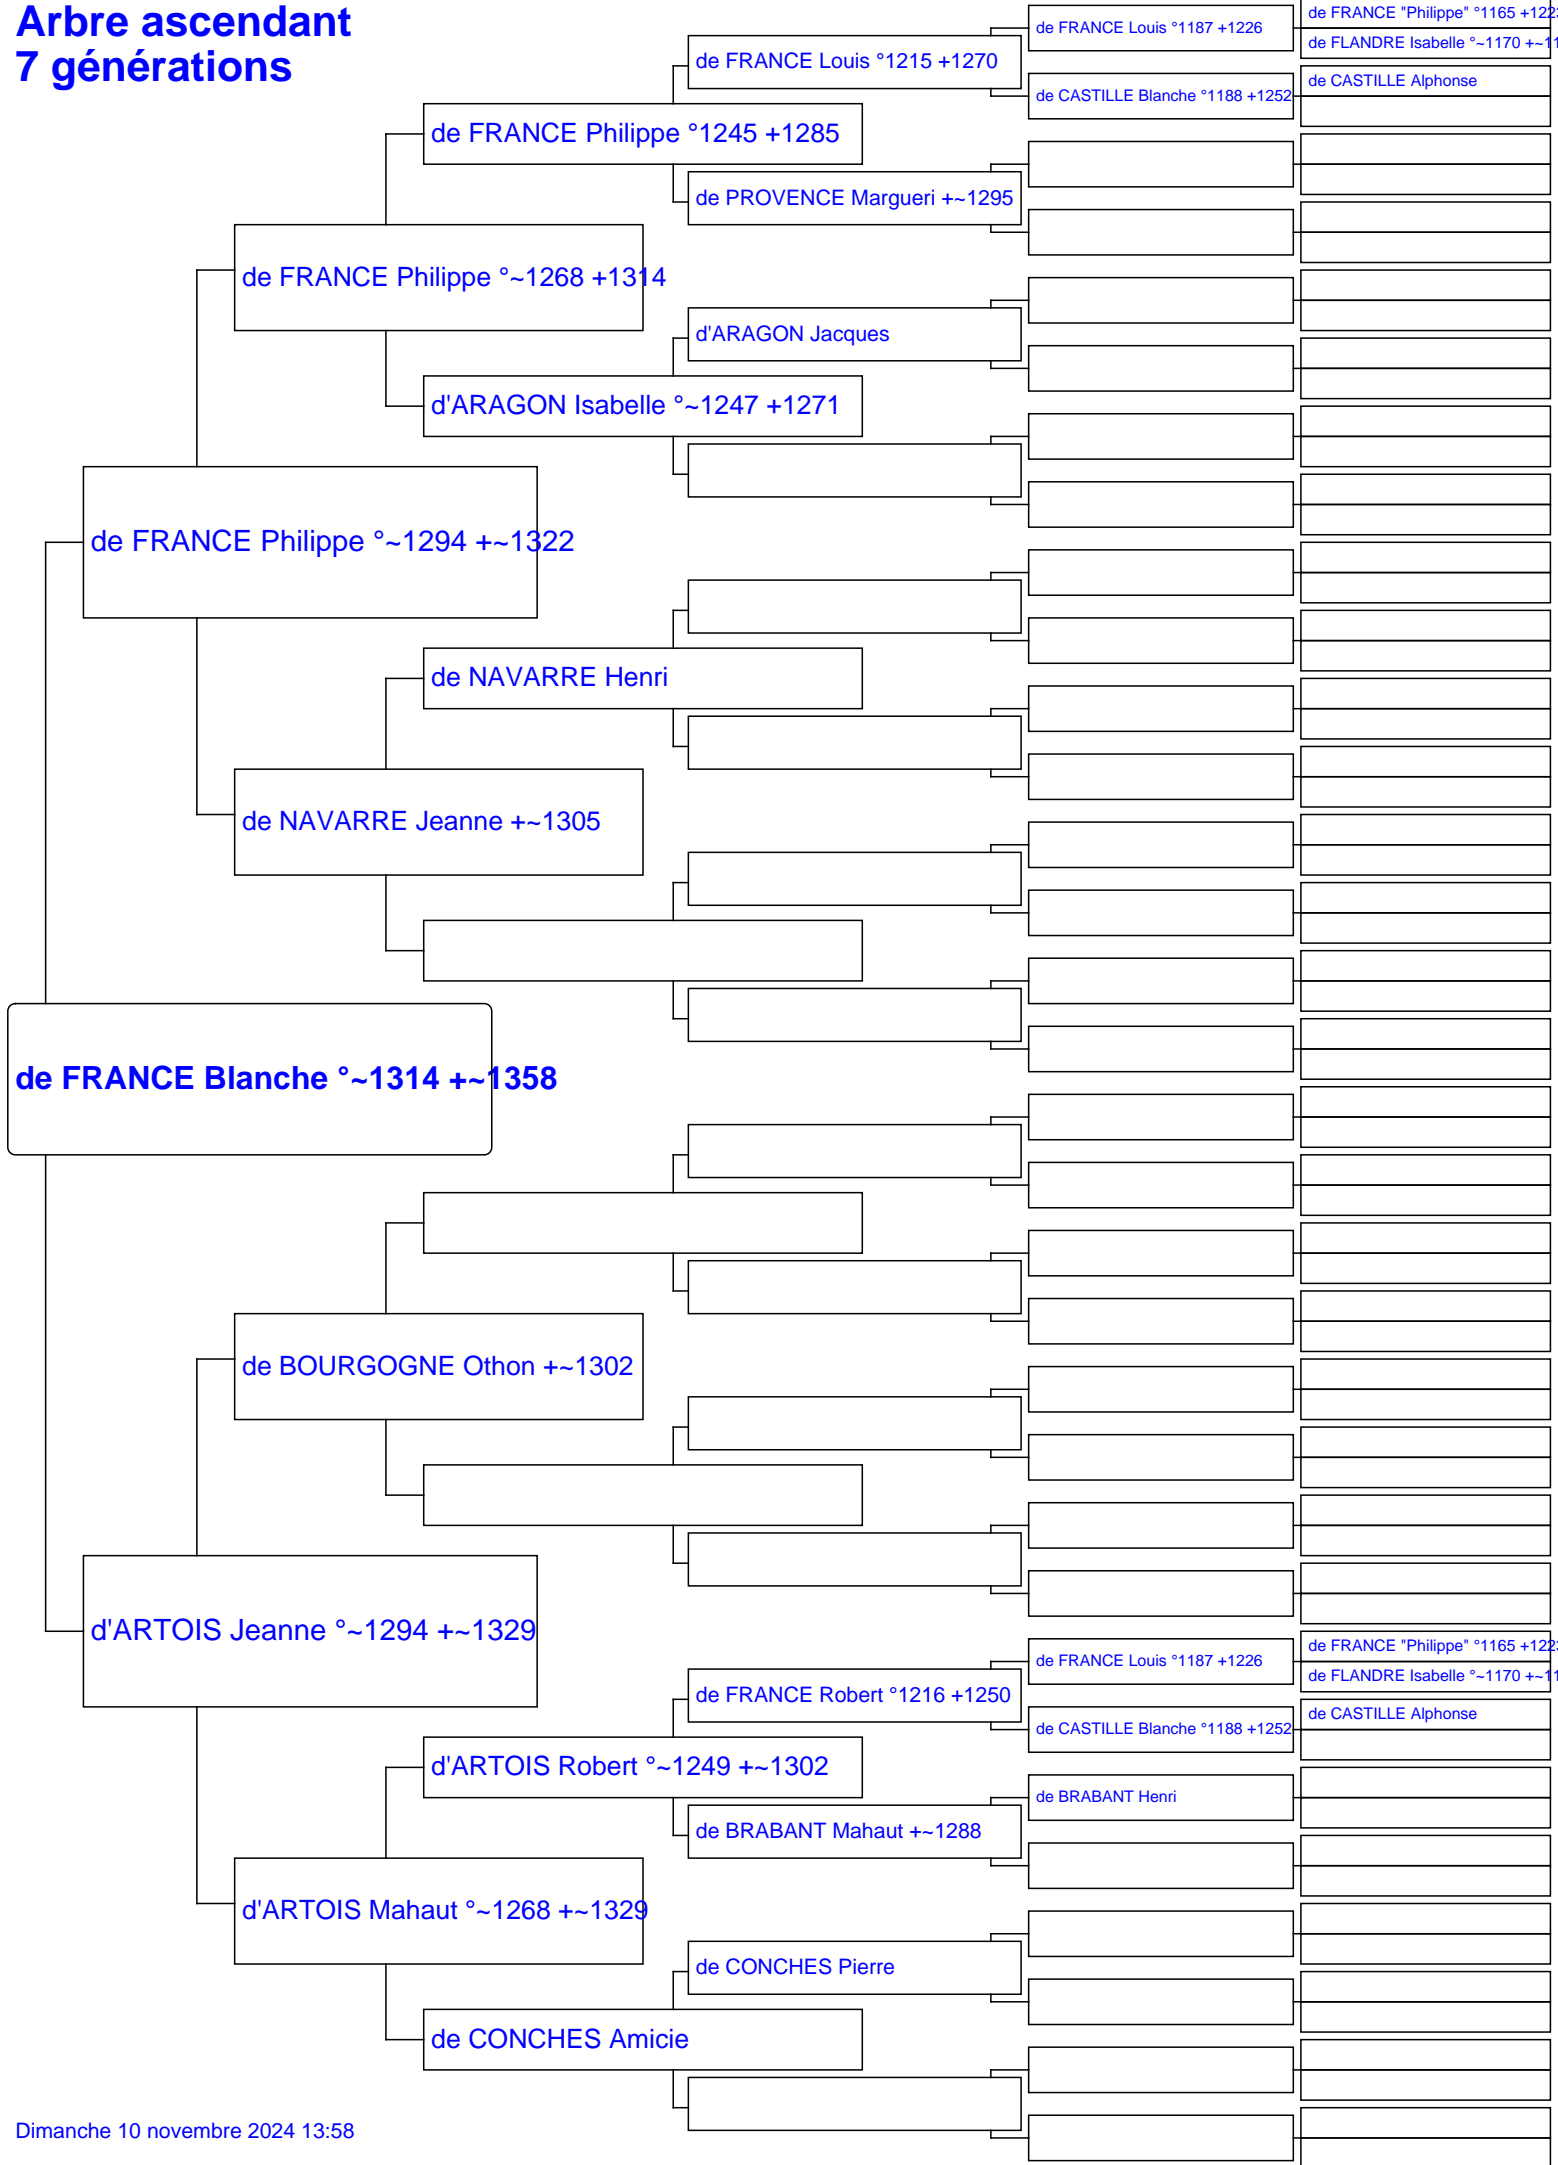 Arbre ascendant
7 générations
de FRANCE "Philippe" °1165 +1223
de FRANCE Louis °1187 +1226
de FLANDRE Isabelle °~1170 +~11
de FRANCE Louis °1215 +1270
de CASTILLE Alphonse
de CASTILLE Blanche °1188 +1252
de FRANCE Philippe °1245 +1285
de PROVENCE Margueri +~1295
de FRANCE Philippe °~1268 +1314
d'ARAGON Jacques
d'ARAGON Isabelle °~1247 +1271
de FRANCE Philippe °~1294 +~1322
de NAVARRE Henri
de NAVARRE Jeanne +~1305
de FRANCE Blanche °~1314 +~1358
de BOURGOGNE Othon +~1302
d'ARTOIS Jeanne °~1294 +~1329
de FRANCE "Philippe" °1165 +1223
de FRANCE Louis °1187 +1226
de FLANDRE Isabelle °~1170 +~11
de FRANCE Robert °1216 +1250
de CASTILLE Alphonse
de CASTILLE Blanche °1188 +1252
d'ARTOIS Robert °~1249 +~1302
de BRABANT Henri
de BRABANT Mahaut +~1288
d'ARTOIS Mahaut °~1268 +~1329
de CONCHES Pierre
de CONCHES Amicie
Dimanche 10 novembre 2024 13:58